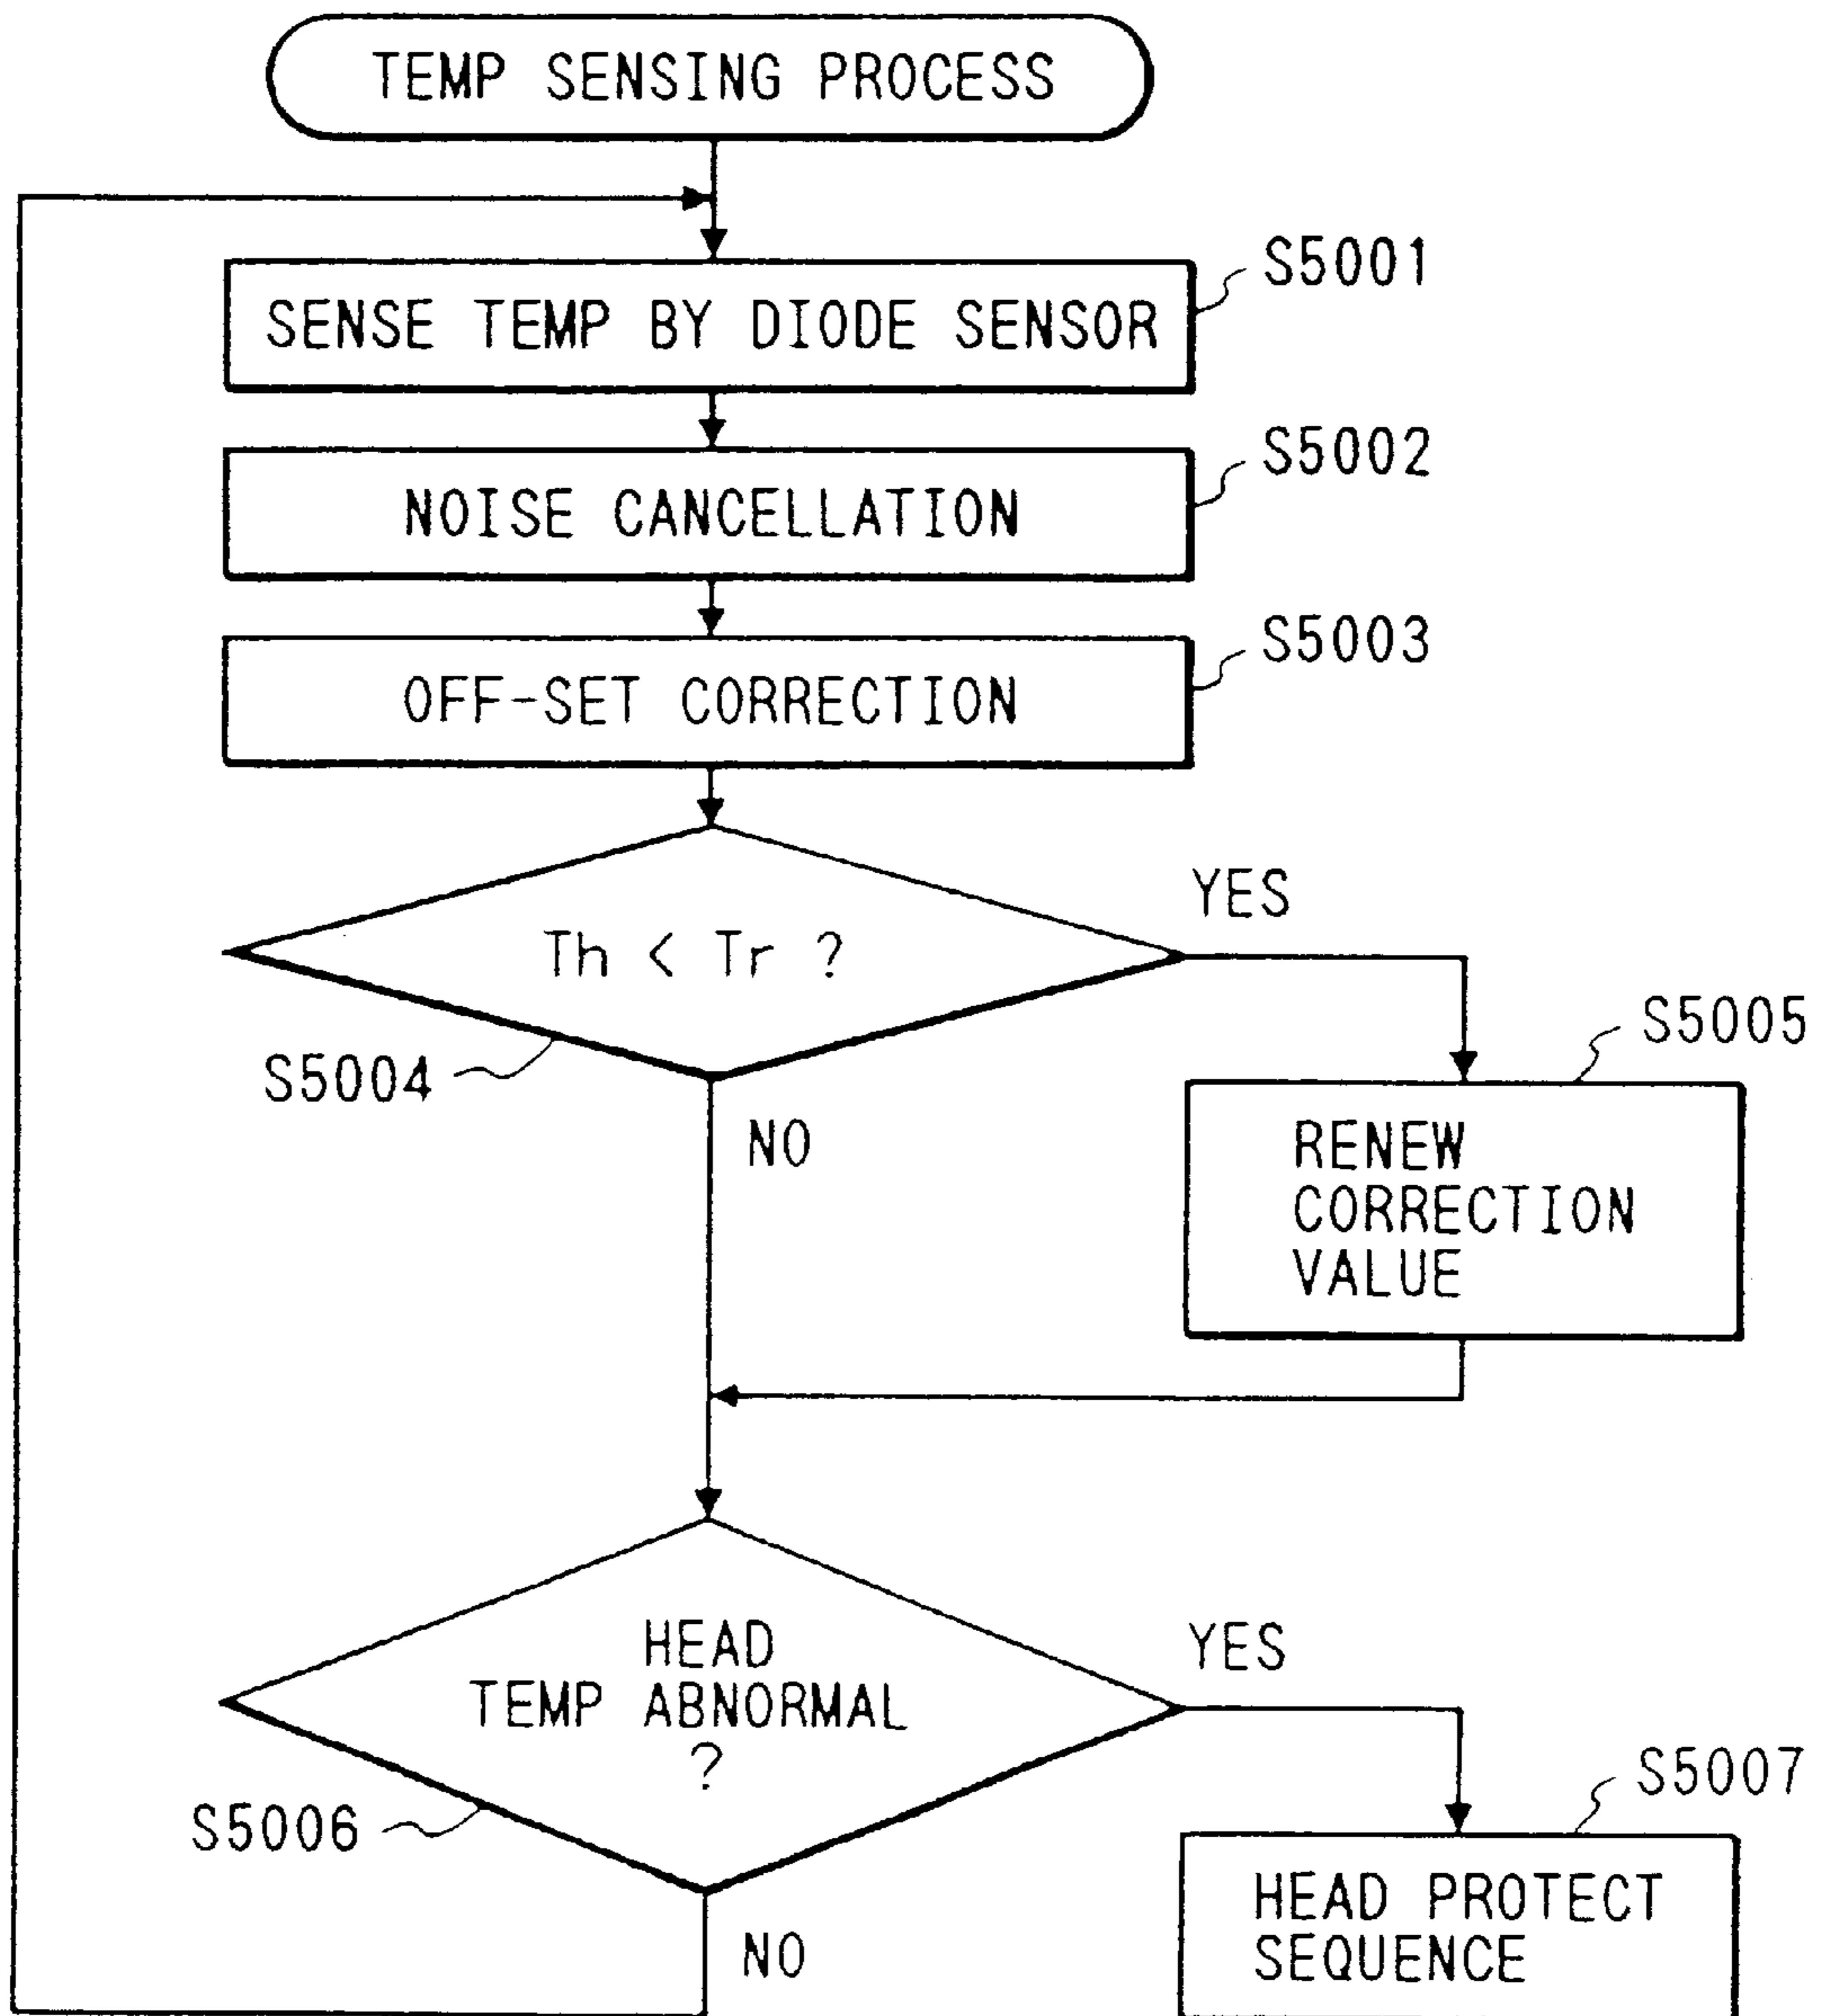 TEMP SENSING PROCESS
S5001
SENSE TEMP BY DIODE SENSOR
S5002
NOISE CANCELLATION
S5003
OFF-SET CORRECTION
YES
Th < Tr ?
S5004
NO
S5005
RENEW
CORRECTION
VALUE
HEAD
TEMP ABNORMAL
?
YES
S5006
NO
S5007
HEAD PROTECT
SEQUENCE